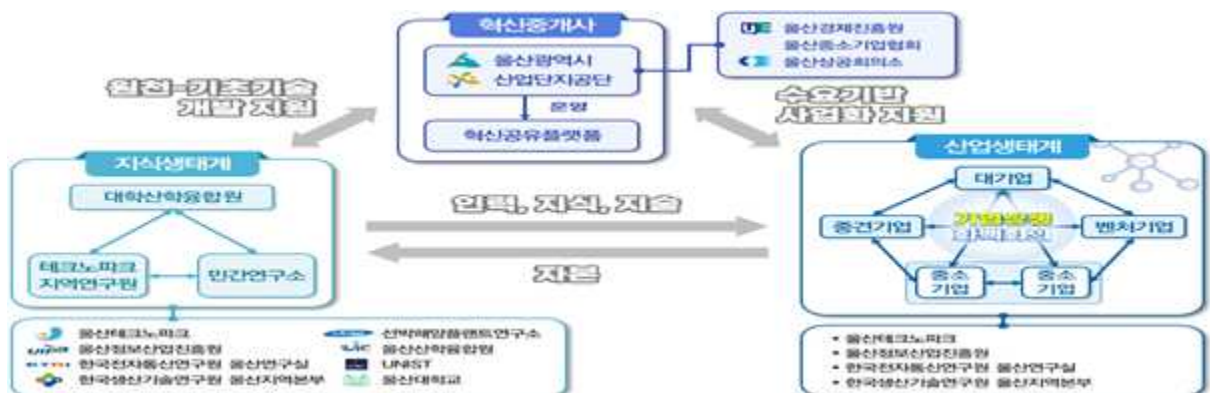 혁신중개사
울산광역시
산업단지공단
운영
혁신공유플랫폼
울산경제진흥원
울산중소기업협회
울산상공회의소
원천·기초기술
개발 지원
수요기반
사업화 지원
지식생태계
대학산학융합원
테크노파크
지역연구원
민간연구소
인력, 지식, 기술
자본
산업생태계
대기업
중견기업
벤처기업
중소
기업
중소
기업
울산테크노파크
울산정보산업진흥원
한국전자통신연구원 울산연구실
한국생산기술연구원 울산지역본부
선박해양플랜트연구소
울산산학융합원
UNIST
울산대학교
• 울산테크노파크
• 울산정보산업진흥원
• 한국전자통신연구원 울산연구실
• 한국생산기술연구원 울산지역본부